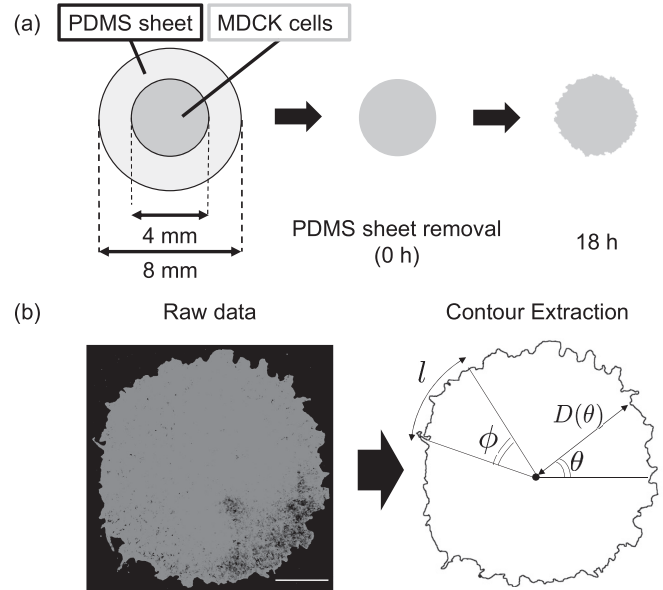 (a)
PDMS sheet
MDCK cells
4 mm
8 mm
PDMS sheet removal
(0 h)
18 h
(b)
Raw data
Contour Extraction
l
ϕ
D(θ)
θ